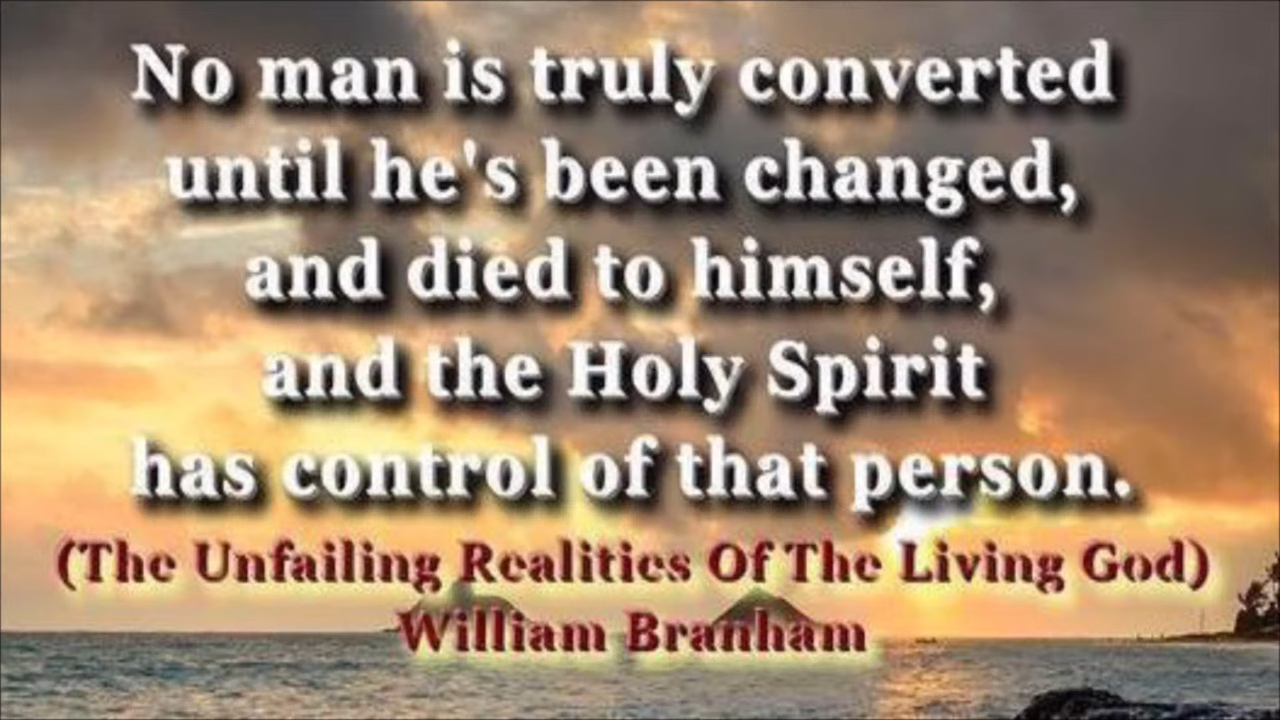 No man is truly converted
until he's been changed,
and died to himself,
and the Holy Spirit
has control of that person.
(The Unfailing Realities Of The Living God)
William Branham